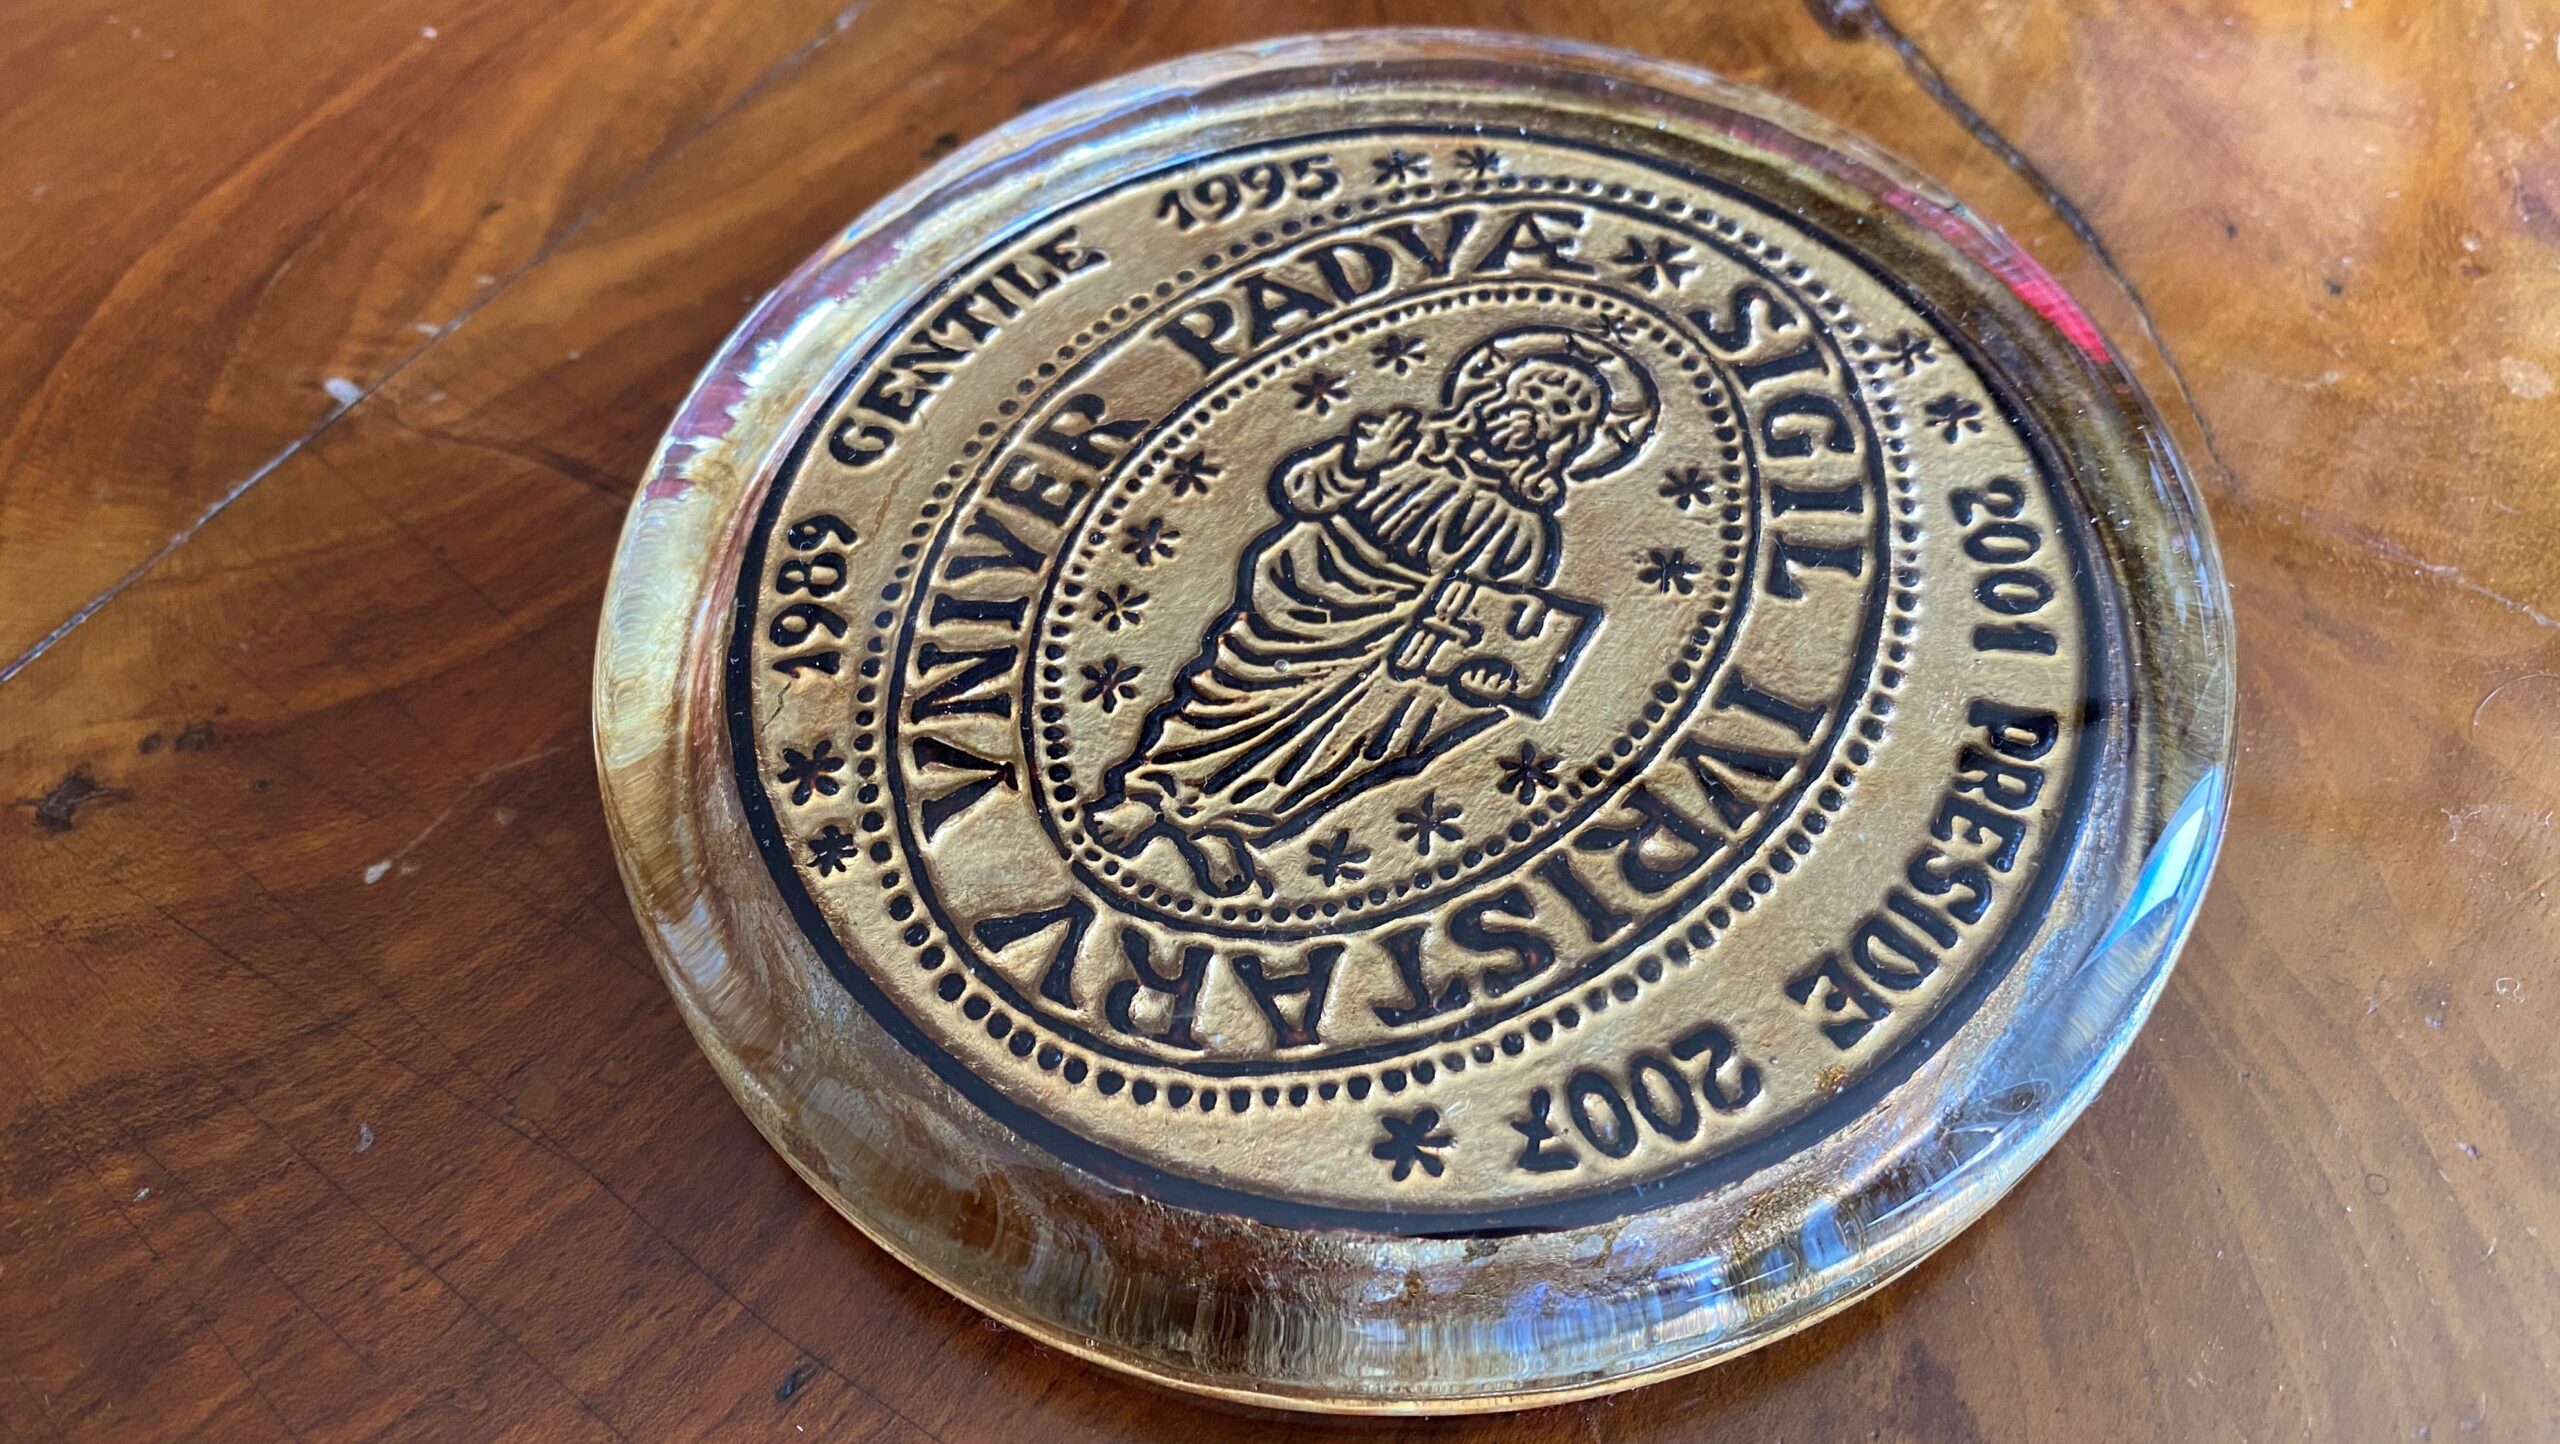 1989 GENTILE 1995 * *
* * 2001 PRESIDE 2007 *
* SIGIL IVRISTARV VNIVER PADVÆ